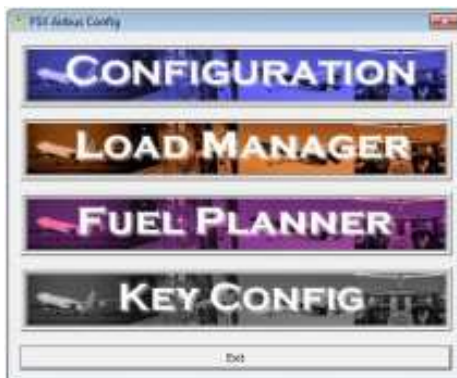 FSX Airbus Config
CONFIGURATION
LOAD MANAGER
FUEL PLANNER
KEY CONFIG
Exit